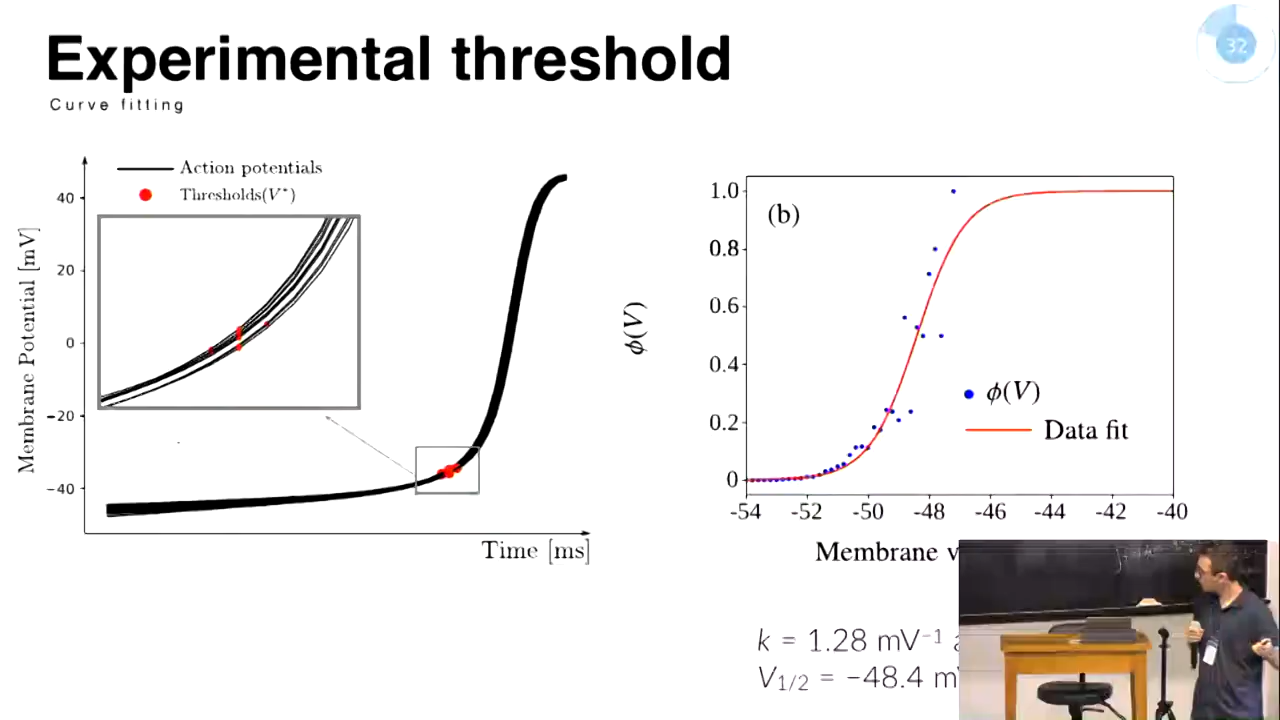 Experimental threshold
32
Curve fitting
Action potentials
Thresholds(V*)
Membrane Potential [mV]
40
20
0
−20
−40
Time [ms]
(b)
ϕ(V)
1.0
0.8
0.6
0.4
0.2
0
ϕ(V)
Data fit
-54 -52 -50 -48 -46 -44 -42 -40
Membrane v
k = 1.28 mV⁻¹
V1/2 = −48.4 m